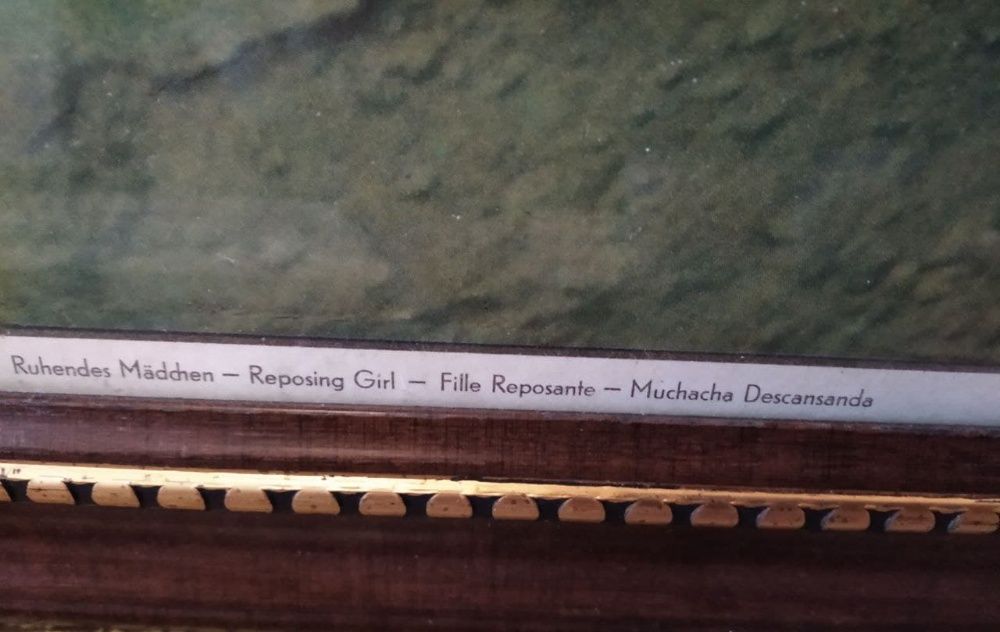 Ruhendes Mädchen — Reposing Girl — Fille Reposante — Muchacha Descansanda